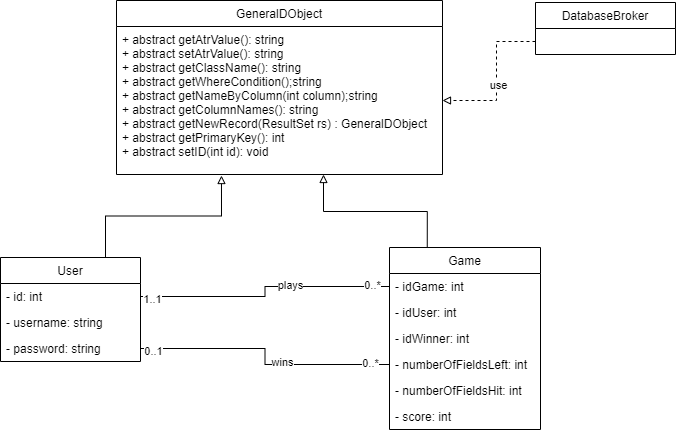 GeneralDObject
+ abstract getAtrValue(): string
+ abstract setAtrValue(): string
+ abstract getClassName(): string
+ abstract getWhereCondition();string
+ abstract getNameByColumn(int column);string
+ abstract getColumnNames(): string
+ abstract getNewRecord(ResultSet rs) : GeneralDObject
+ abstract getPrimaryKey(): int
+ abstract setID(int id): void
DatabaseBroker
use
User
- id: int
- username: string
- password: string
1..1
plays
0..*
0..1
wins
0..*
Game
- idGame: int
- idUser: int
- idWinner: int
- numberOfFieldsLeft: int
- numberOfFieldsHit: int
- score: int